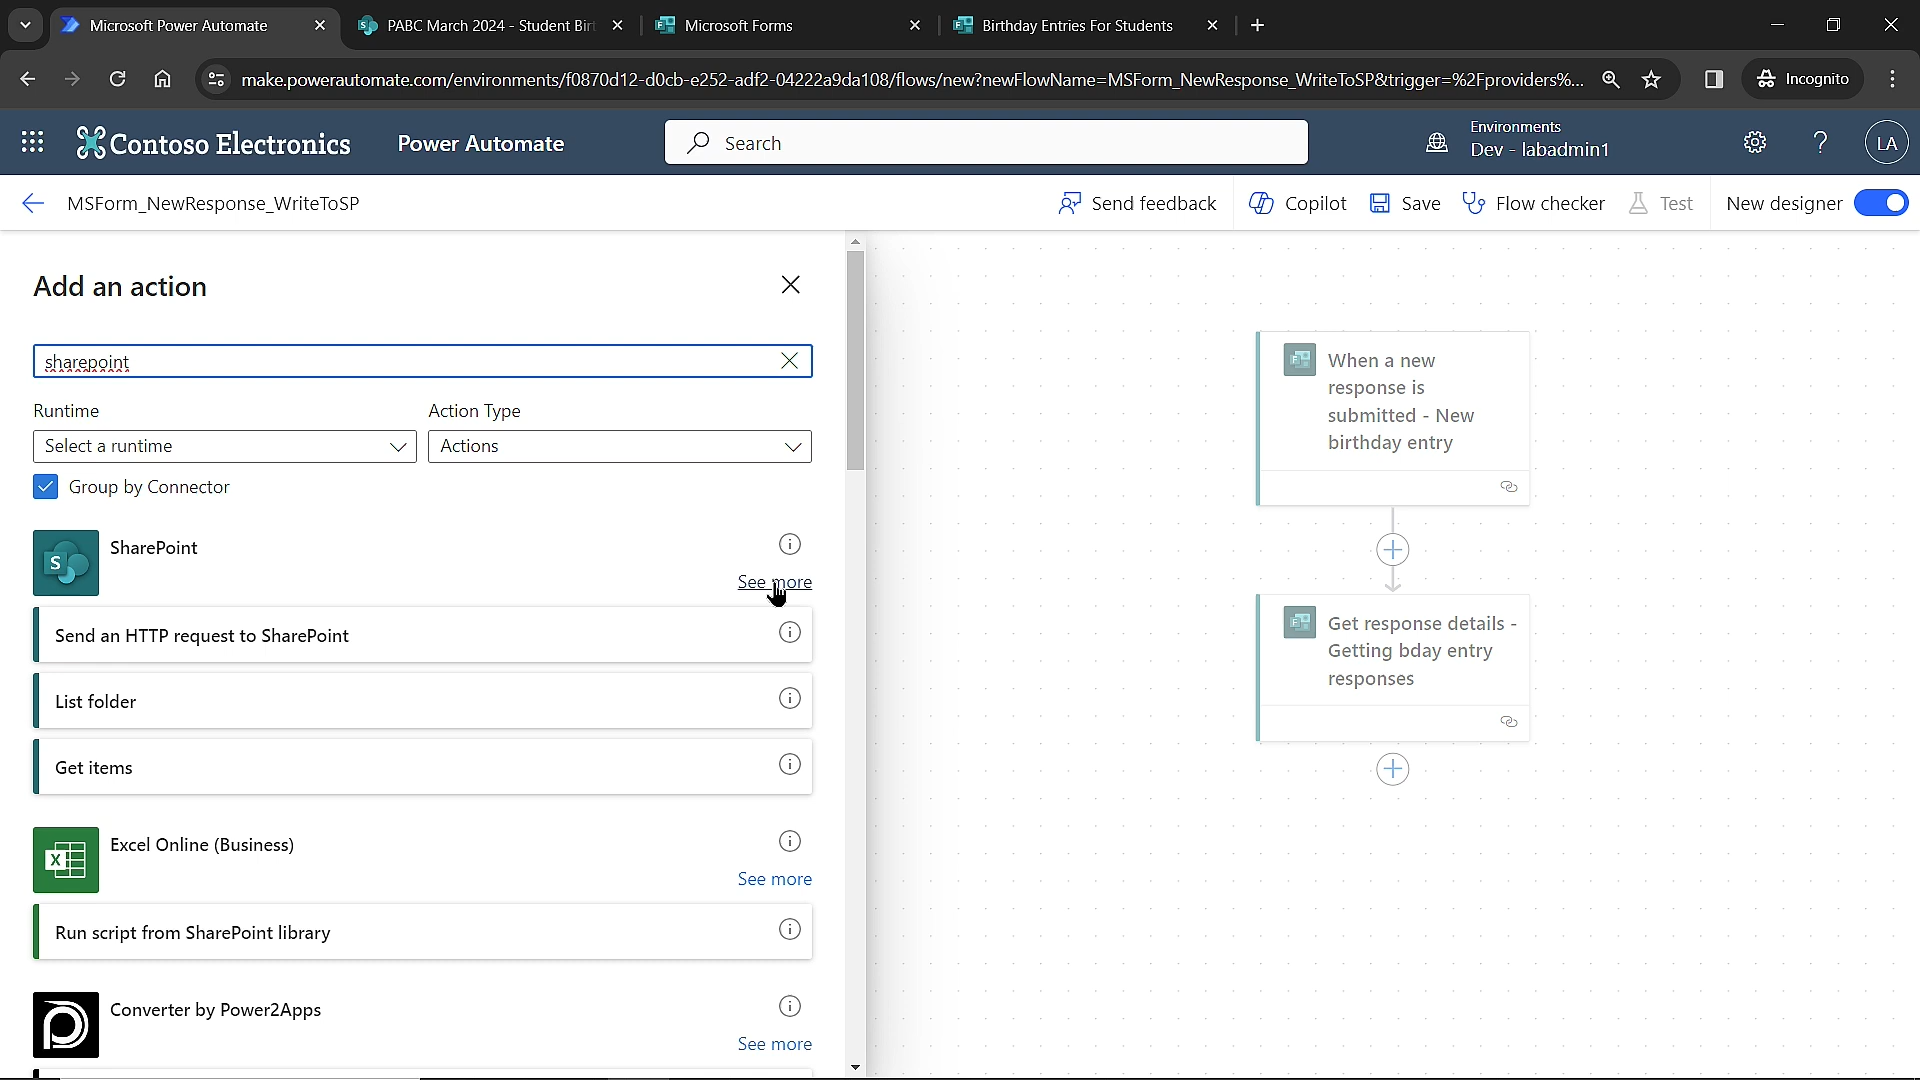 Microsoft Power Automate
PABC March 2024 - Student Birt
Microsoft Forms
Birthday Entries For Students
make.powerautomate.com/environments/f0870d12-d0cb-e252-adf2-04222a9da108/flows/new?newFlowName=MSForm_NewResponse_WriteToSP&trigger=%2Fproviders%...
Incognito
Contoso Electronics
Power Automate
Search
Environments
Dev - labadmin1
LA
MSForm_NewResponse_WriteToSP
Send feedback
Copilot
Save
Flow checker
Test
New designer
Add an action
sharepoint
Runtime
Action Type
Select a runtime
Actions
Group by Connector
SharePoint
See more
Send an HTTP request to SharePoint
List folder
Get items
Excel Online (Business)
See more
Run script from SharePoint library
Converter by Power2Apps
See more
When a new
response is
submitted - New
birthday entry
Get response details -
Getting bday entry
responses